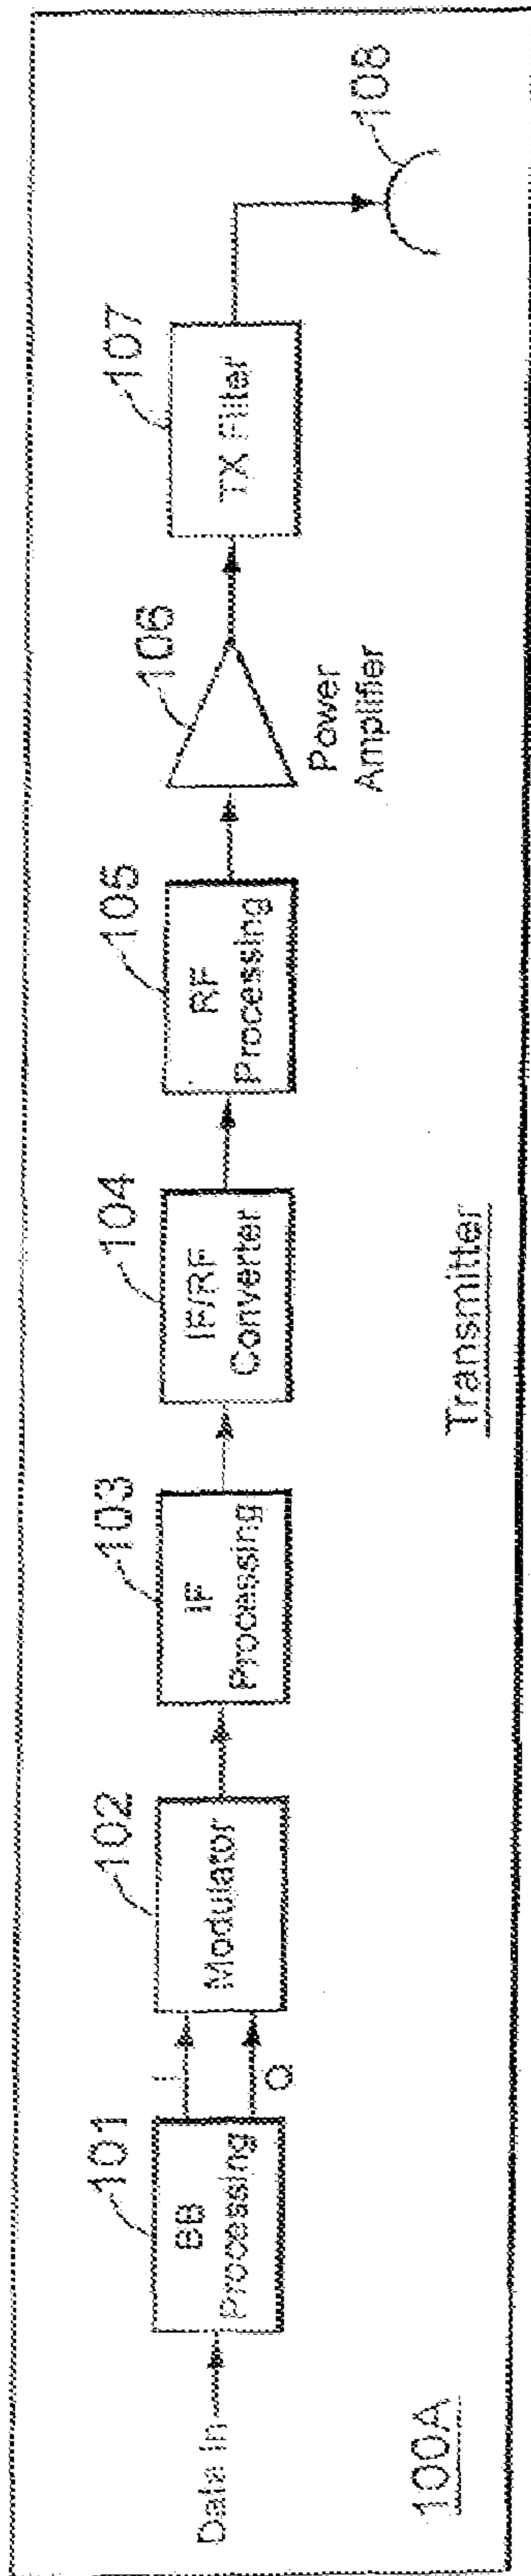 Data In
101
BB
Processing
I
Q
102
Modulator
103
IF
Processing
104
IF/RF
Converter
105
RF
Processing
106
Power
Amplifier
107
TX Filter
108
100A
Transmitter